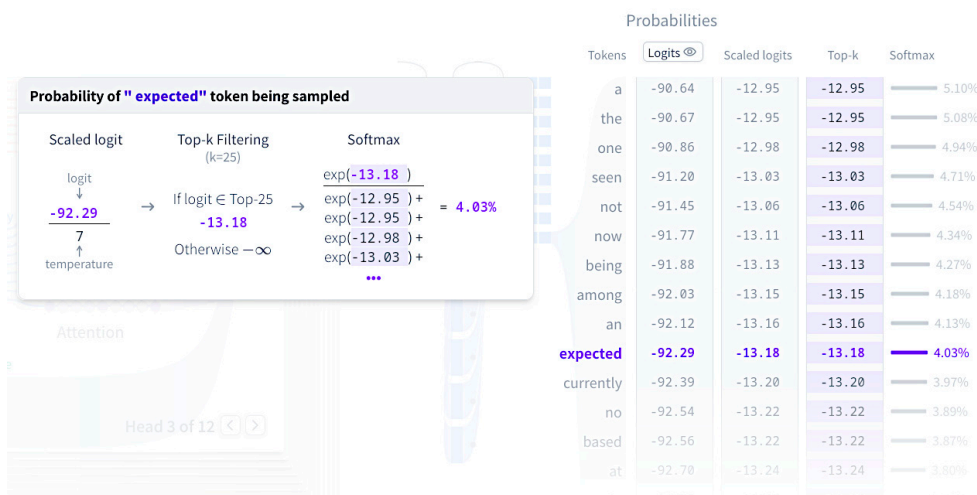 Probabilities
Tokens Logits Scaled logits Top-k Softmax
a -90.64 -12.95 -12.95 5.10%
the -90.67 -12.95 -12.95 5.08%
one -90.86 -12.98 -12.98 4.94%
seen -91.20 -13.03 -13.03 4.71%
not -91.45 -13.06 -13.06 4.54%
now -91.77 -13.11 -13.11 4.34%
being -91.88 -13.13 -13.13 4.27%
among -92.03 -13.15 -13.15 4.18%
an -92.12 -13.16 -13.16 4.13%
expected -92.29 -13.18 -13.18 4.03%
currently -92.39 -13.20 -13.20 3.97%
no -92.54 -13.22 -13.22 3.89%
based -92.56 -13.22 -13.22 3.87%
at -92.70 -13.24 -13.24 3.80%
Probability of " expected" token being sampled
Scaled logit
logit
↓
-92.29
7
↑
temperature
→
Top-k Filtering
(k=25)
If logit ∈ Top-25
-13.18
Otherwise −∞
→
Softmax
exp(-13.18 )
exp(-12.95 ) +
exp(-12.95 ) +
exp(-12.98 ) +
exp(-13.03 ) +
•••
= 4.03%
Attention
Head 3 of 12 < >